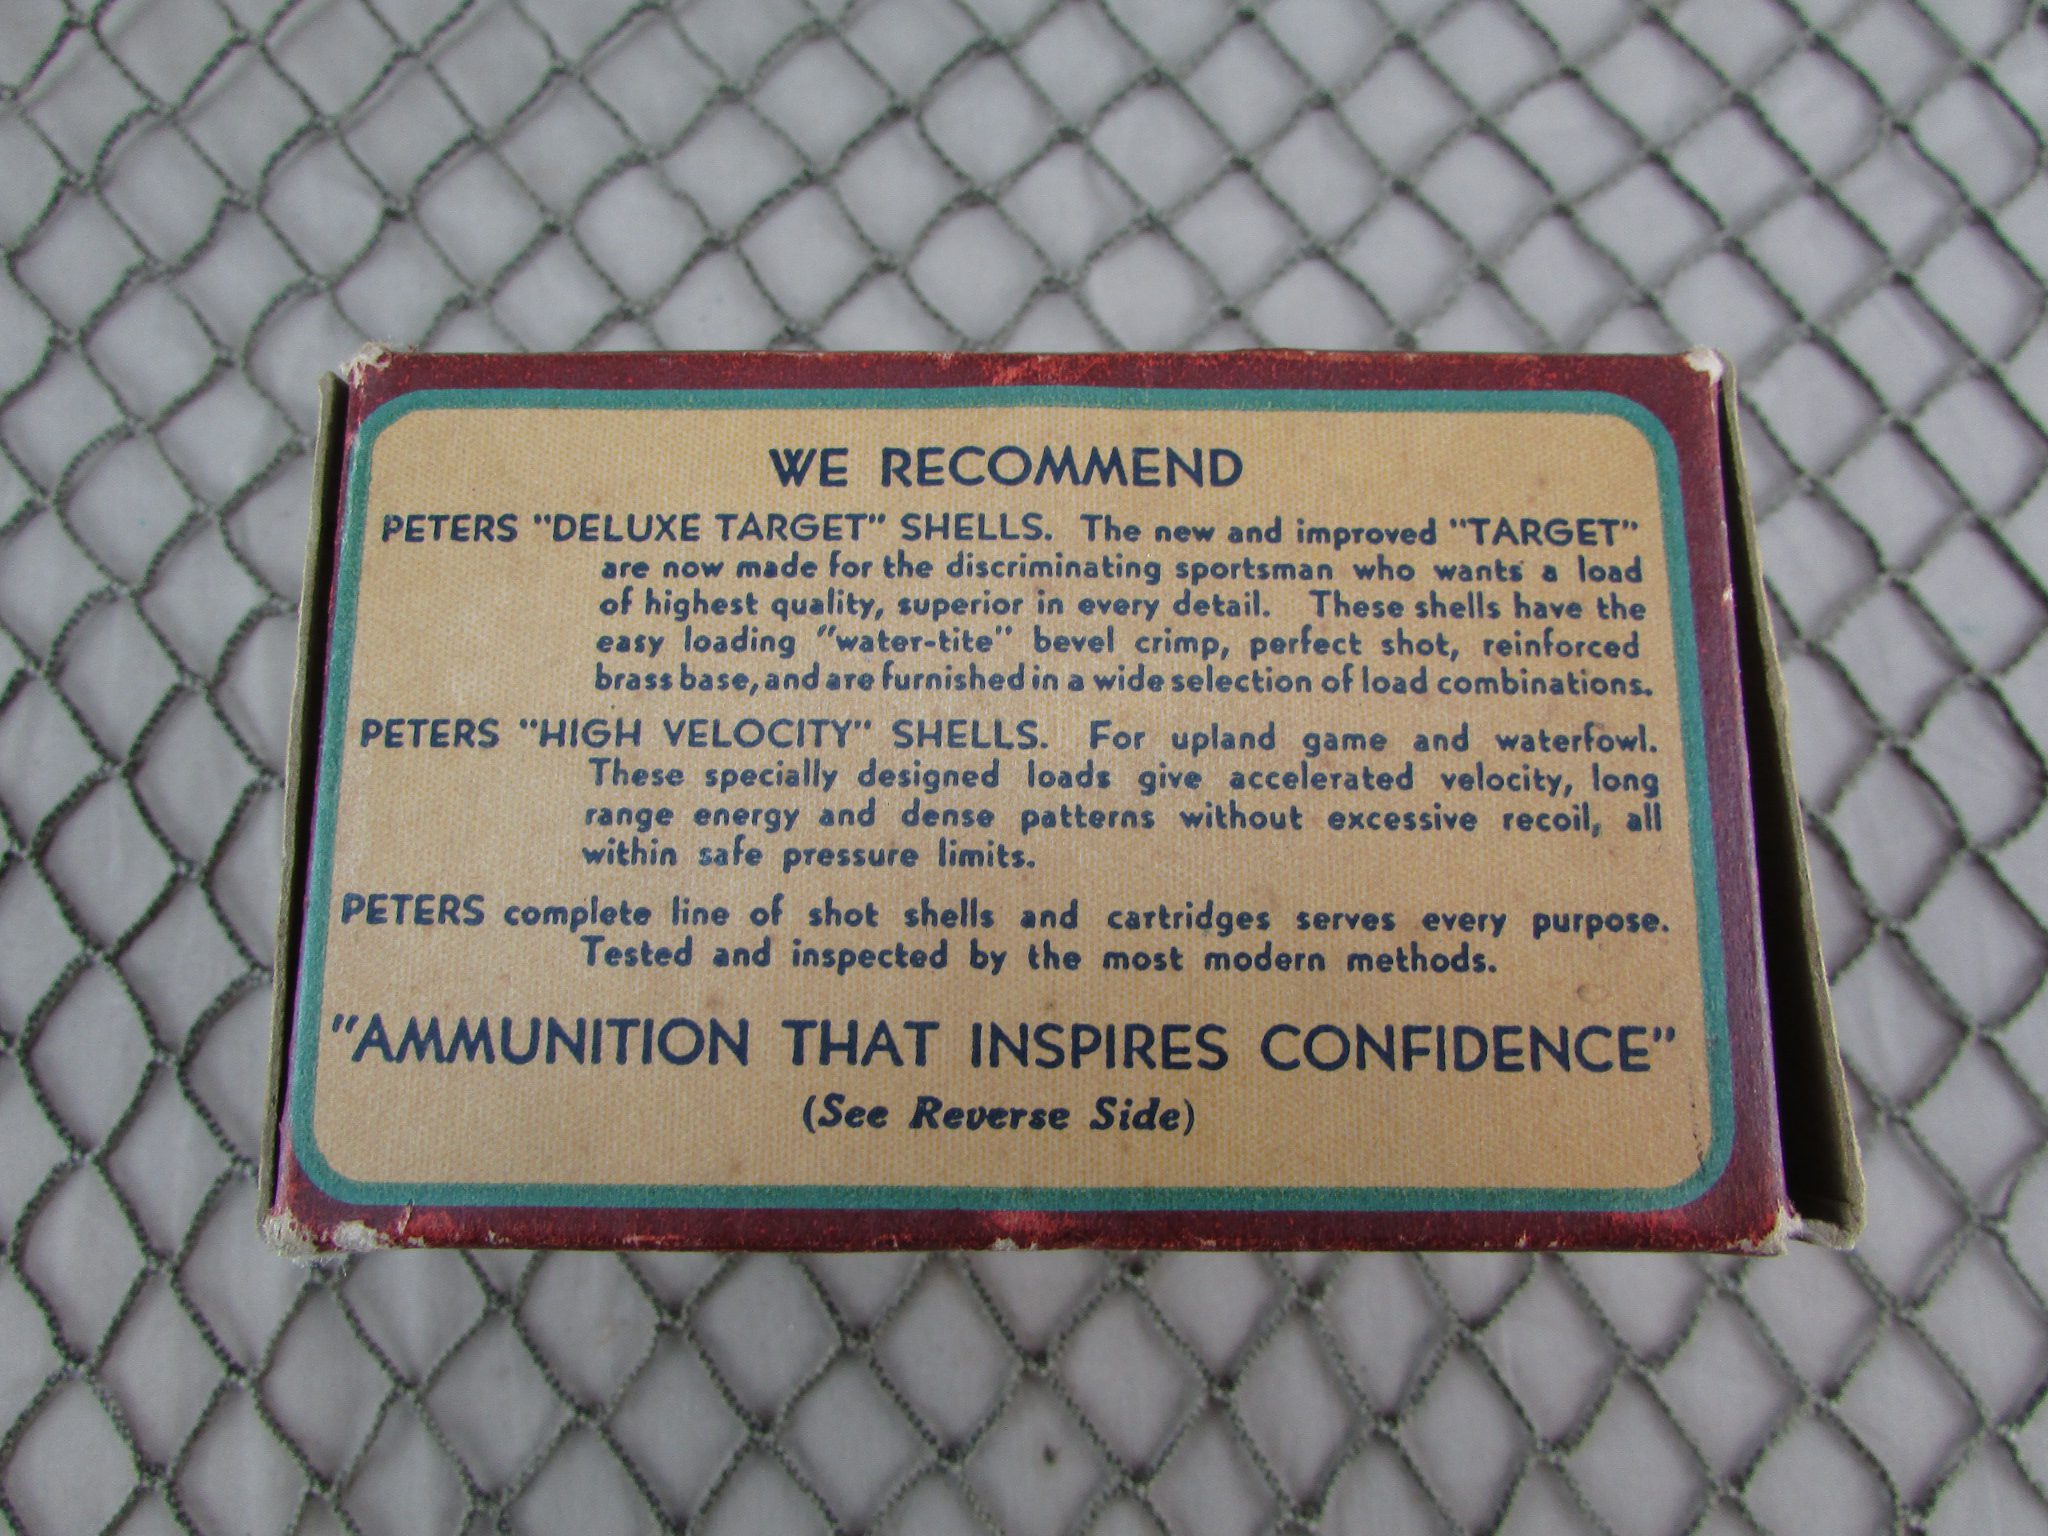 WE RECOMMEND
PETERS "DELUXE TARGET" SHELLS. The new and improved "TARGET"
are now made for the discriminating sportsman who wants a load
of highest quality, superior in every detail. These shells have the
easy loading "water-tite" bevel crimp, perfect shot, reinforced
brass base, and are furnished in a wide selection of load combinations.
PETERS "HIGH VELOCITY" SHELLS. For upland game and waterfowl.
These specially designed loads give accelerated velocity, long
range energy and dense patterns without excessive recoil, all
within safe pressure limits.
PETERS complete line of shot shells and cartridges serves every purpose.
Tested and inspected by the most modern methods.
"AMMUNITION THAT INSPIRES CONFIDENCE"
(See Reverse Side)